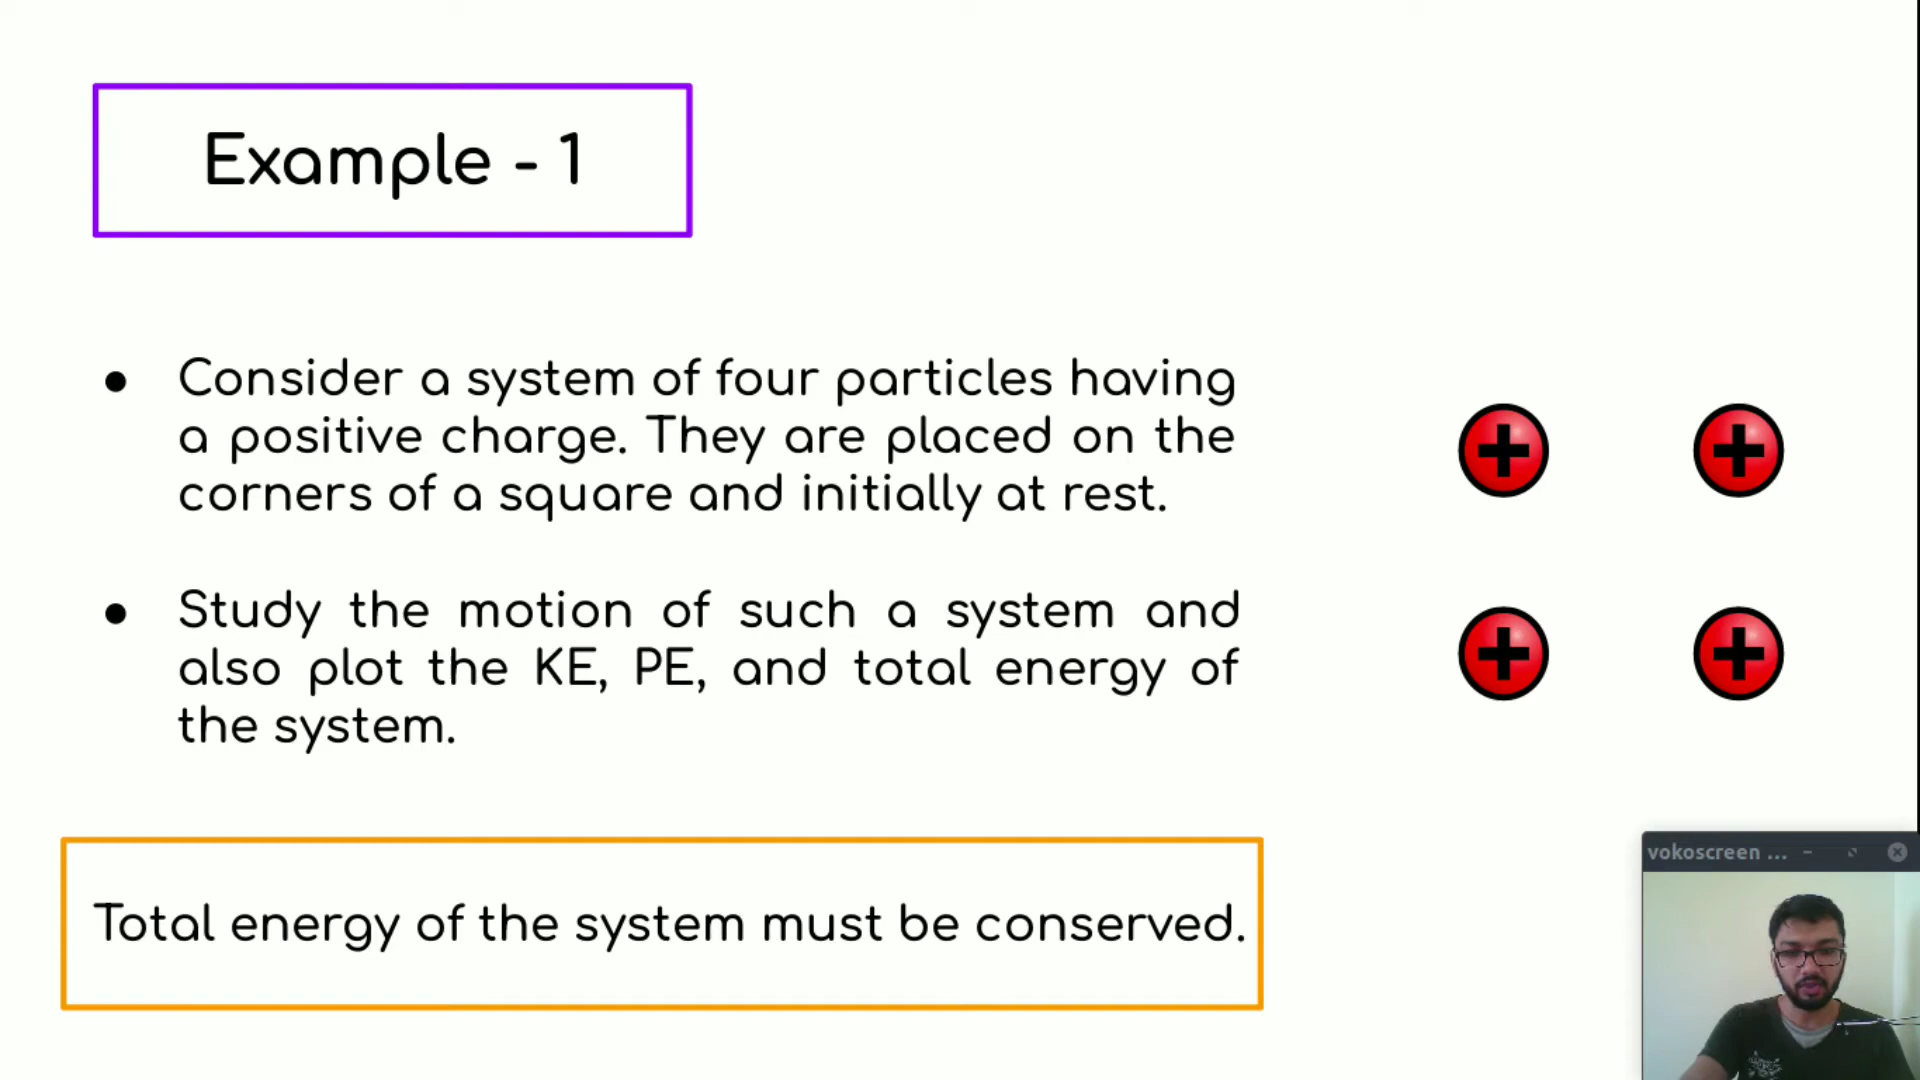 Example - 1
● Consider a system of four particles having
a positive charge. They are placed on the
corners of a square and initially at rest.
● Study the motion of such a system and
also plot the KE, PE, and total energy of
the system.
Total energy of the system must be conserved.
vokoscreen ...